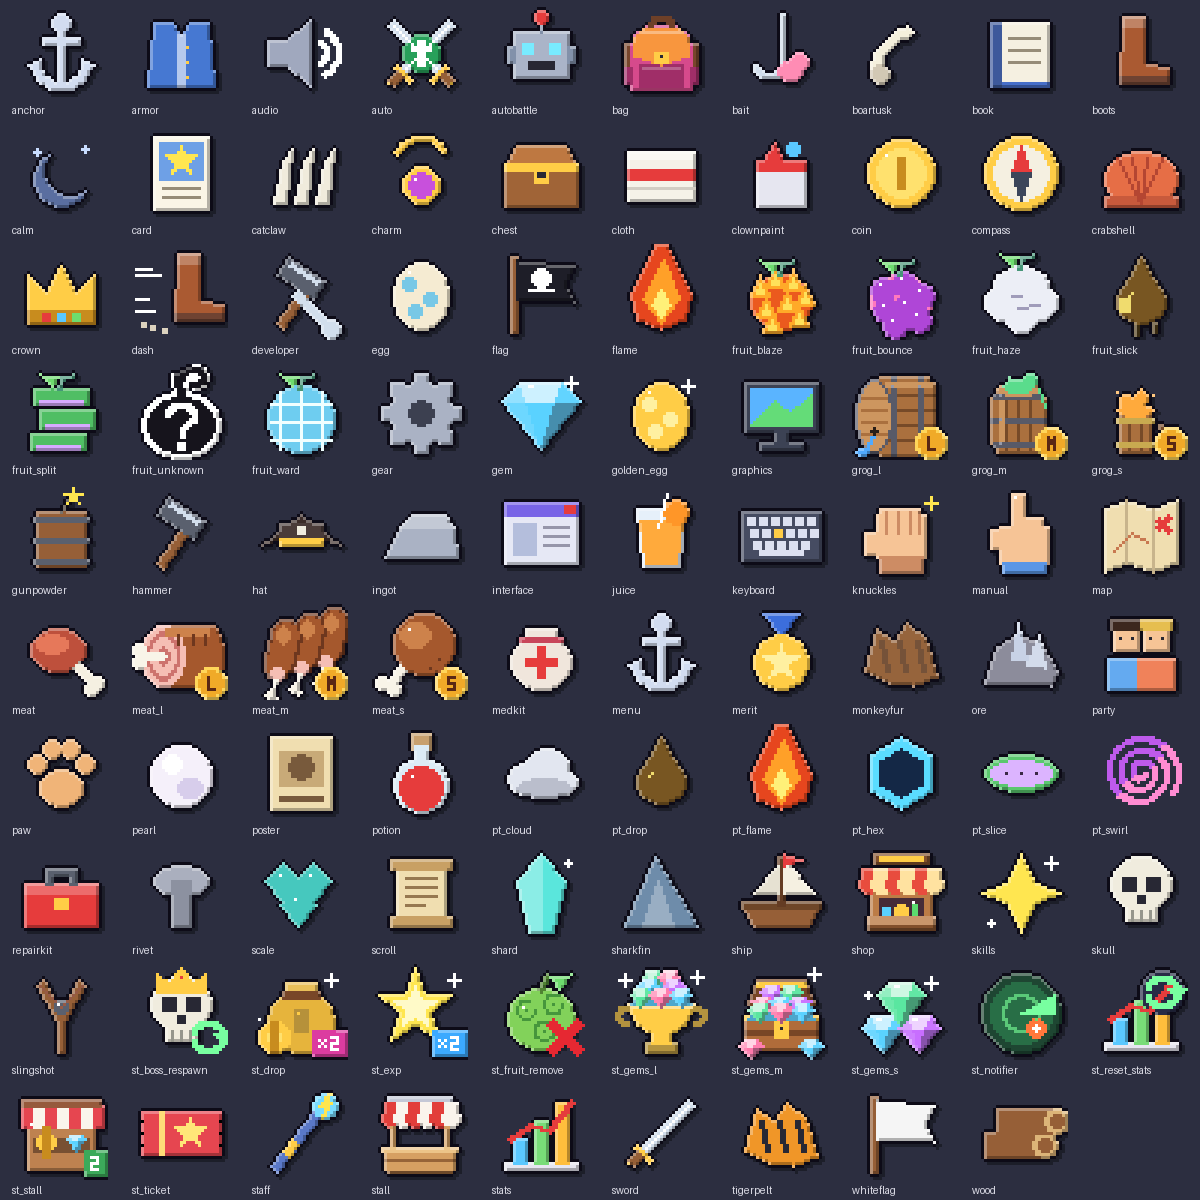 anchor armor audio auto autobattle bag bait boartusk book boots
calm card catclaw charm chest cloth clownpaint coin compass crabshell
crown dash developer egg flag flame fruit_blaze fruit_bounce fruit_haze fruit_slick
?
L M S
fruit_split fruit_unknown fruit_ward gear gem golden_egg graphics grog_l grog_m grog_s
gunpowder hammer hat ingot interface juice keyboard knuckles manual map
L M S
meat meat_l meat_m meat_s medkit menu merit monkeyfur ore party
paw pearl poster potion pt_cloud pt_drop pt_flame pt_hex pt_slice pt_swirl
repairkit rivet scale scroll shard sharkfin ship shop skills skull
x2 x2
slingshot st_boss_respawn st_drop st_exp st_fruit_remove st_gems_l st_gems_m st_gems_s st_notifier st_reset_stats
2
st_stall st_ticket staff stall stats sword tigerpelt whiteflag wood